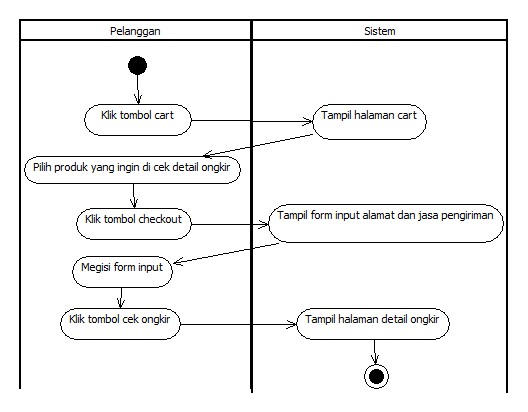 Pelanggan
Sistem
Klik tombol cart
Tampil halaman cart
Pilih produk yang ingin di cek detail ongkir
Klik tombol checkout
Tampil form input alamat dan jasa pengiriman
Megisi form input
Klik tombol cek ongkir
Tampil halaman detail ongkir